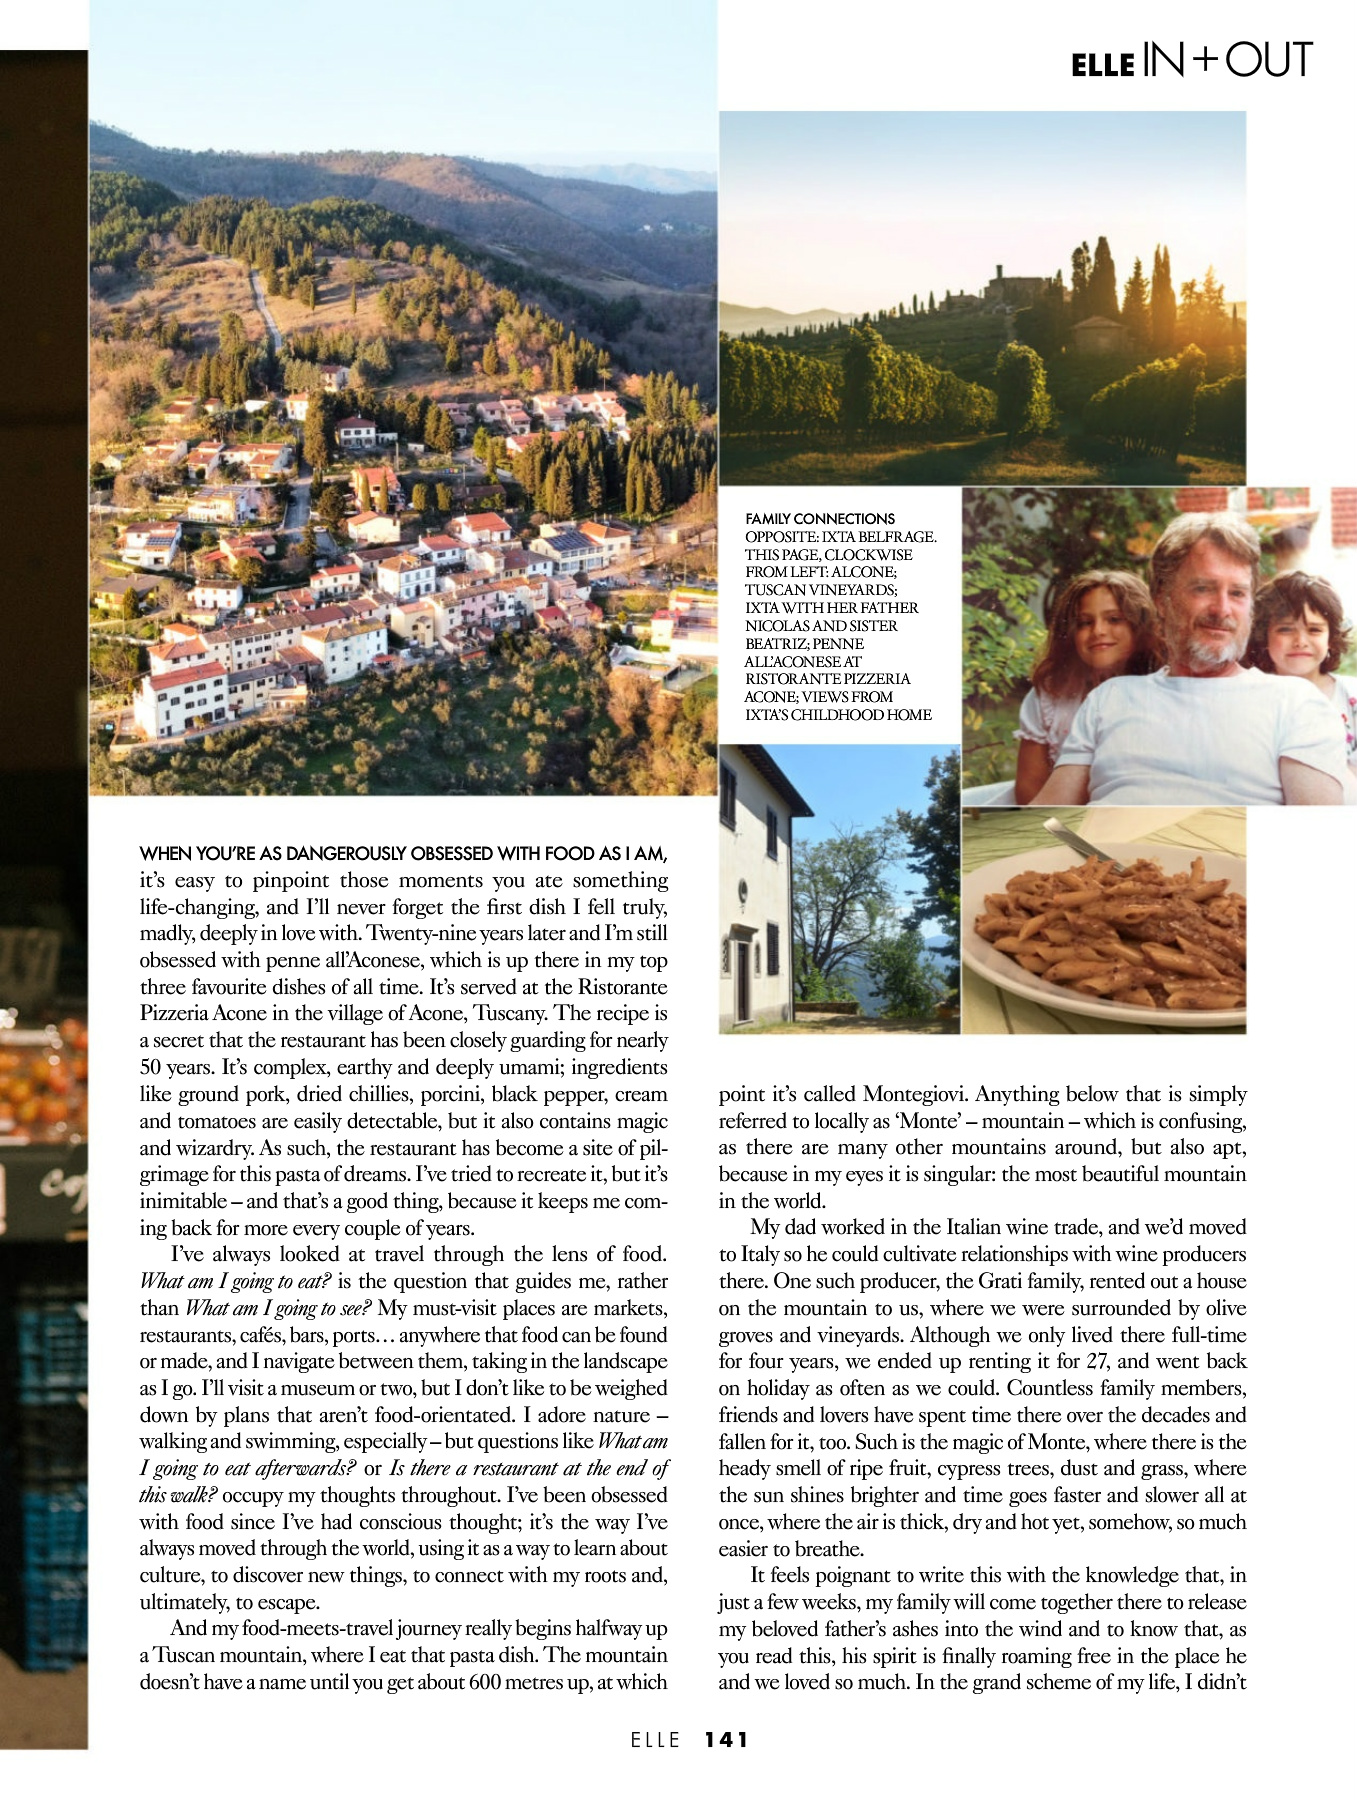 ELLE IN + OUT
FAMILY CONNECTIONS
OPPOSITE: IXTA BELFRAGE.
THIS PAGE, CLOCKWISE
FROM LEFT: ALCONE;
TUSCAN VINEYARDS;
IXTA WITH HER FATHER
NICOLAS AND SISTER
BEATRIZ; PENNE
ALL'ACONESE AT
RISTORANTE PIZZERIA
ACONE; VIEWS FROM
IXTA'S CHILDHOOD HOME
WHEN YOU'RE AS DANGEROUSLY OBSESSED WITH FOOD AS I AM,
it's easy to pinpoint those moments you ate something
life-changing, and I'll never forget the first dish I fell truly,
madly, deeply in love with. Twenty-nine years later and I'm still
obsessed with penne all'Aconese, which is up there in my top
three favourite dishes of all time. It's served at the Ristorante
Pizzeria Acone in the village of Acone, Tuscany. The recipe is
a secret that the restaurant has been closely guarding for nearly
50 years. It's complex, earthy and deeply umami; ingredients
like ground pork, dried chillies, porcini, black pepper, cream
and tomatoes are easily detectable, but it also contains magic
and wizardry. As such, the restaurant has become a site of pil-
grimage for this pasta of dreams. I've tried to recreate it, but it's
inimitable – and that's a good thing, because it keeps me com-
ing back for more every couple of years.
I've always looked at travel through the lens of food.
What am I going to eat? is the question that guides me, rather
than What am I going to see? My must-visit places are markets,
restaurants, cafés, bars, ports… anywhere that food can be found
or made, and I navigate between them, taking in the landscape
as I go. I'll visit a museum or two, but I don't like to be weighed
down by plans that aren't food-orientated. I adore nature –
walking and swimming, especially – but questions like What am
I going to eat afterwards? or Is there a restaurant at the end of
this walk? occupy my thoughts throughout. I've been obsessed
with food since I've had conscious thought; it's the way I've
always moved through the world, using it as a way to learn about
culture, to discover new things, to connect with my roots and,
ultimately, to escape.
And my food-meets-travel journey really begins halfway up
a Tuscan mountain, where I eat that pasta dish. The mountain
doesn't have a name until you get about 600 metres up, at which
point it's called Montegiovi. Anything below that is simply
referred to locally as 'Monte' – mountain – which is confusing,
as there are many other mountains around, but also apt,
because in my eyes it is singular: the most beautiful mountain
in the world.
My dad worked in the Italian wine trade, and we'd moved
to Italy so he could cultivate relationships with wine producers
there. One such producer, the Grati family, rented out a house
on the mountain to us, where we were surrounded by olive
groves and vineyards. Although we only lived there full-time
for four years, we ended up renting it for 27, and went back
on holiday as often as we could. Countless family members,
friends and lovers have spent time there over the decades and
fallen for it, too. Such is the magic of Monte, where there is the
heady smell of ripe fruit, cypress trees, dust and grass, where
the sun shines brighter and time goes faster and slower all at
once, where the air is thick, dry and hot yet, somehow, so much
easier to breathe.
It feels poignant to write this with the knowledge that, in
just a few weeks, my family will come together there to release
my beloved father's ashes into the wind and to know that, as
you read this, his spirit is finally roaming free in the place he
and we loved so much. In the grand scheme of my life, I didn't
ELLE 141